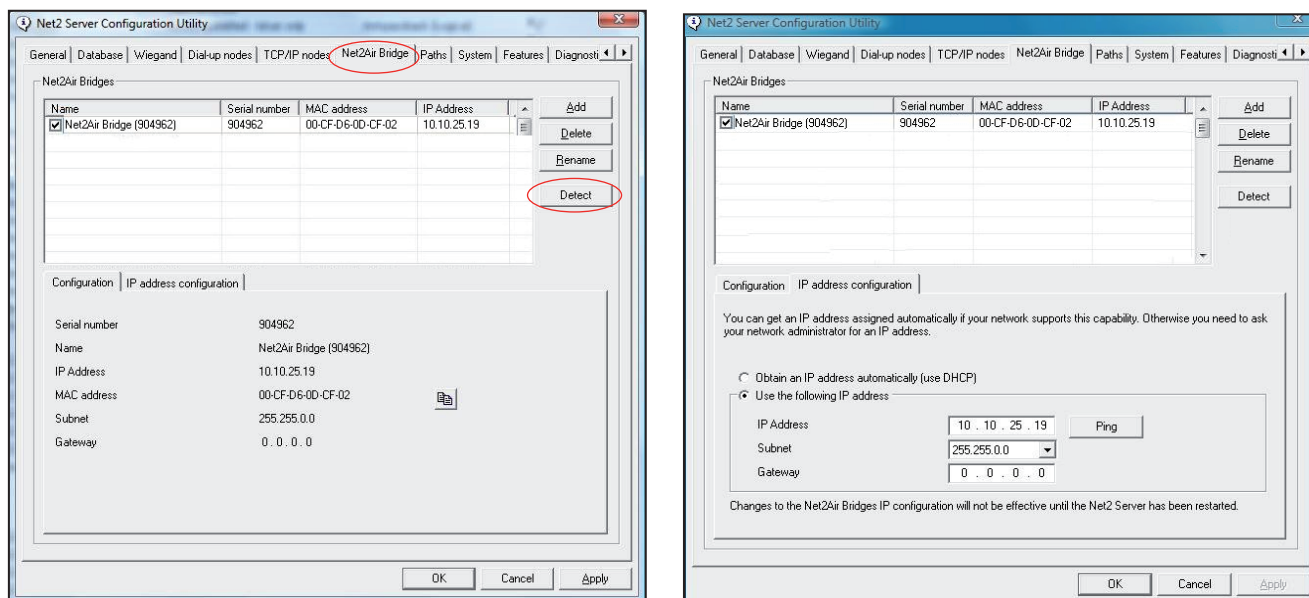 Net2 Server Configuration Utility
General Database Wiegand Dial-up nodes TCP/IP nodes Net2Air Bridge Paths System Features Diagnosti
Net2Air Bridges
Name Serial number MAC address IP Address
Net2Air Bridge (904962) 904962 00-CF-D6-0D-CF-02 10.10.25.19
Add
Delete
Rename
Detect
Configuration IP address configuration
Serial number 904962
Name Net2Air Bridge (904962)
IP Address 10.10.25.19
MAC address 00-CF-D6-0D-CF-02
Subnet 255.255.0.0
Gateway 0.0.0.0
OK Cancel Apply
Net2 Server Configuration Utility
General Database Wiegand Dial-up nodes TCP/IP nodes Net2Air Bridge Paths System Features Diagnosti
Net2Air Bridges
Name Serial number MAC address IP Address
Net2Air Bridge (904962) 904962 00-CF-D6-0D-CF-02 10.10.25.19
Add
Delete
Rename
Detect
Configuration IP address configuration
You can get an IP address assigned automatically if your network supports this capability. Otherwise you need to ask
your network administrator for an IP address.
Obtain an IP address automatically (use DHCP)
Use the following IP address
IP Address 10 . 10 . 25 . 19 Ping
Subnet 255.255.0.0
Gateway 0 . 0 . 0 . 0
Changes to the Net2Air Bridges IP configuration will not be effective until the Net2 Server has been restarted.
OK Cancel Apply